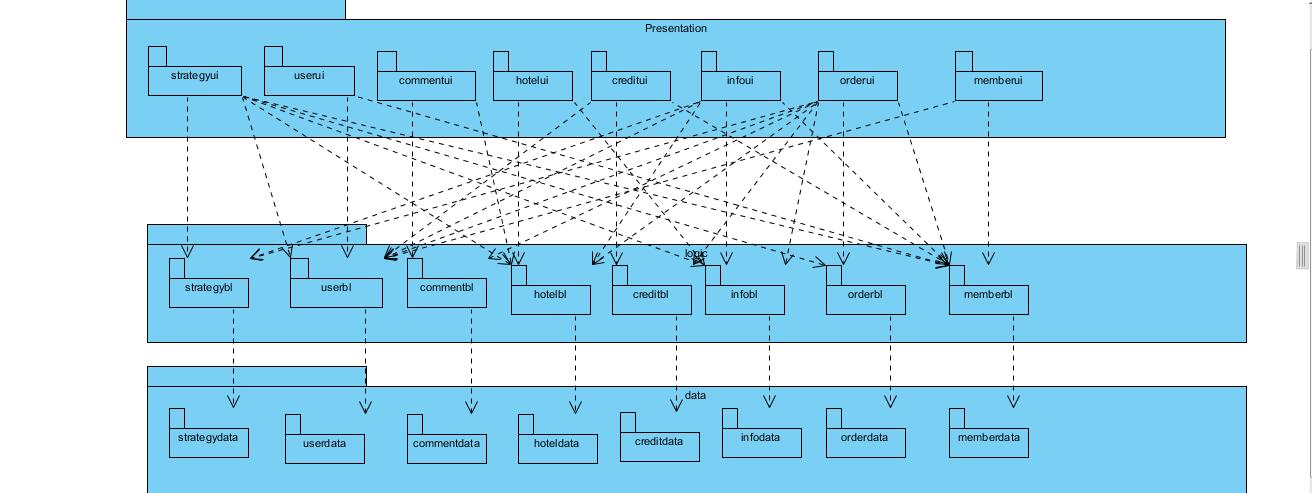 Presentation
strategyui
userui
commentui
hotelui
creditui
infoui
orderui
memberui
logic
strategybl
userbl
commentbl
hotelbl
creditbl
infobl
orderbl
memberbl
data
strategydata
userdata
commentdata
hoteldata
creditdata
infodata
orderdata
memberdata